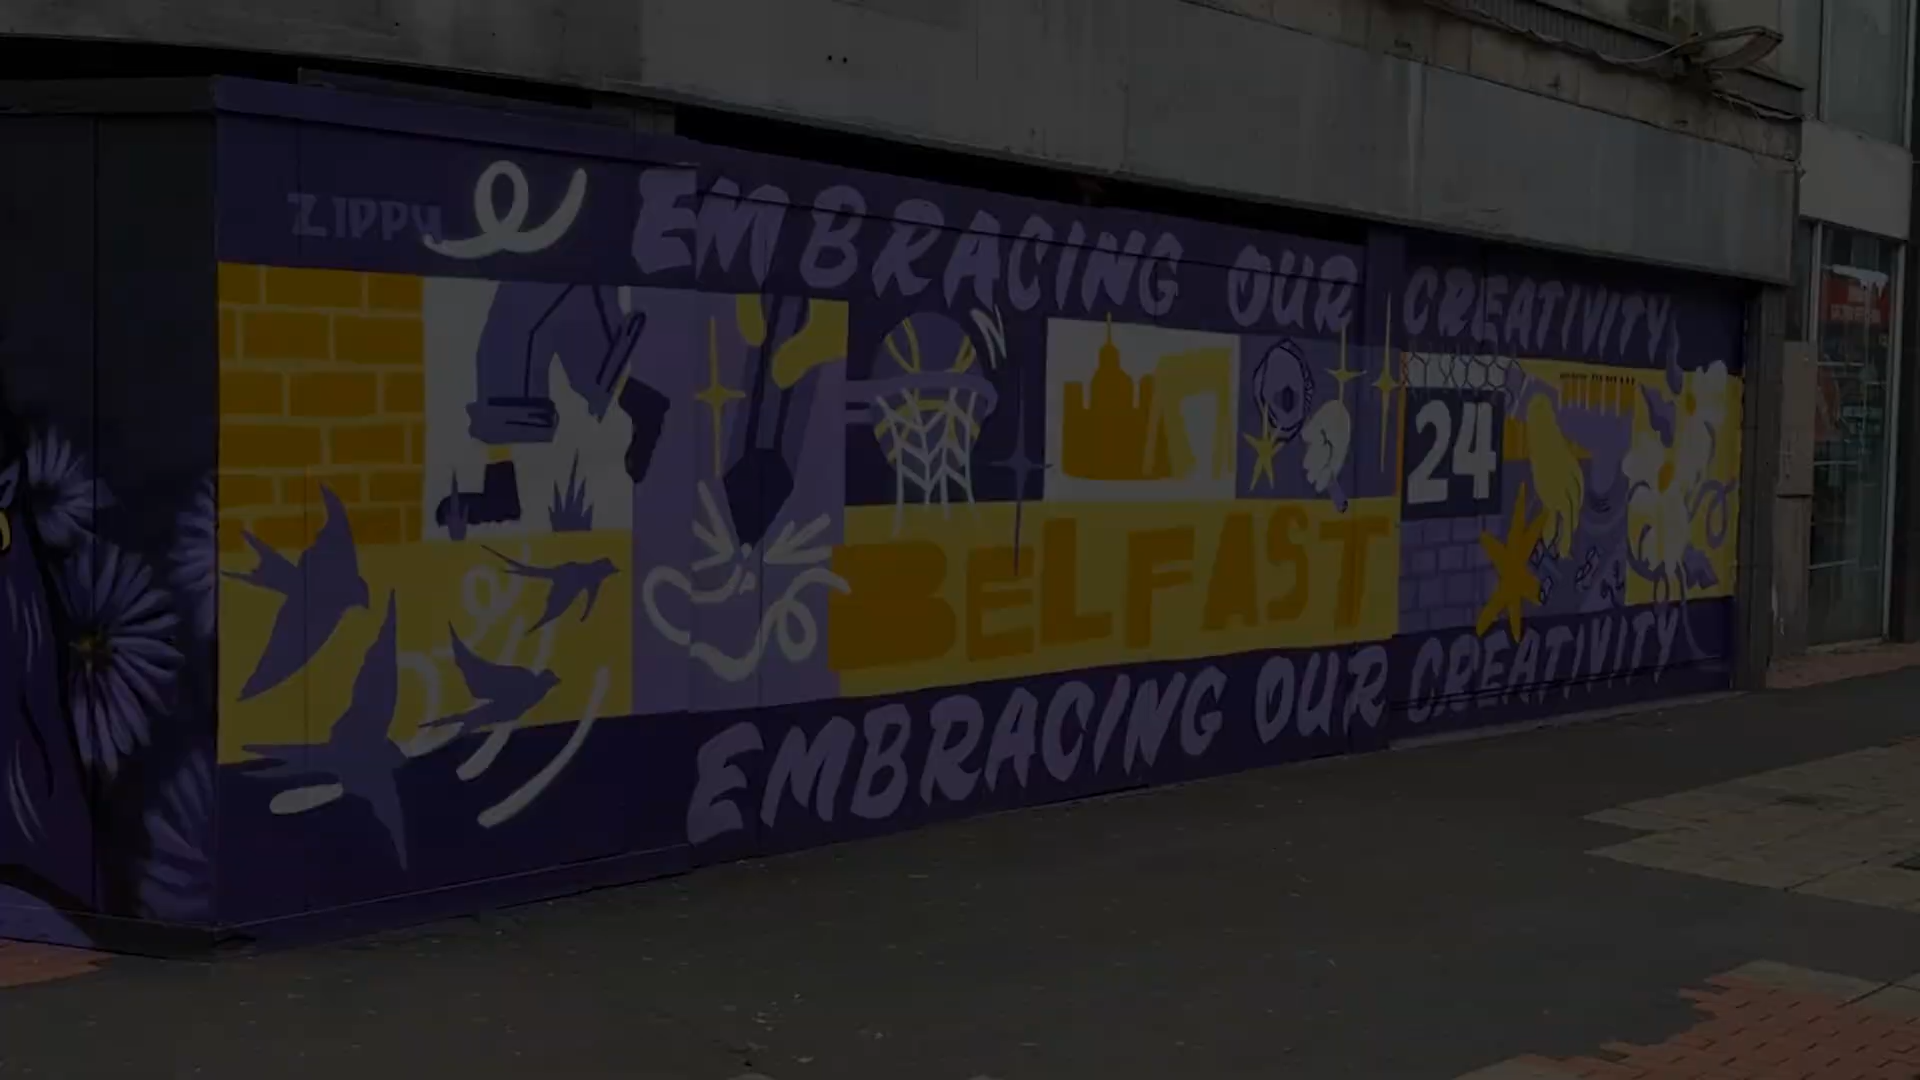 ZIPPY
EMBRACING OUR CREATIVITY
24
BELFAST
EMBRACING OUR CREATIVITY